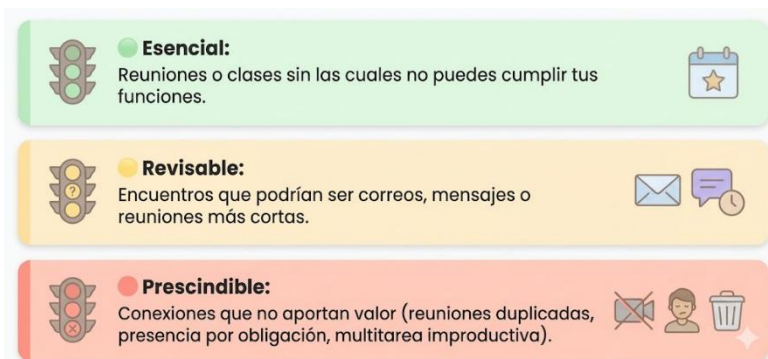 Esencial:
Reuniones o clases sin las cuales no puedes cumplir tus
funciones.
?
Revisable:
Encuentros que podrían ser correos, mensajes o
reuniones más cortas.
Prescindible:
Conexiones que no aportan valor (reuniones duplicadas,
presencia por obligación, multitarea improductiva).